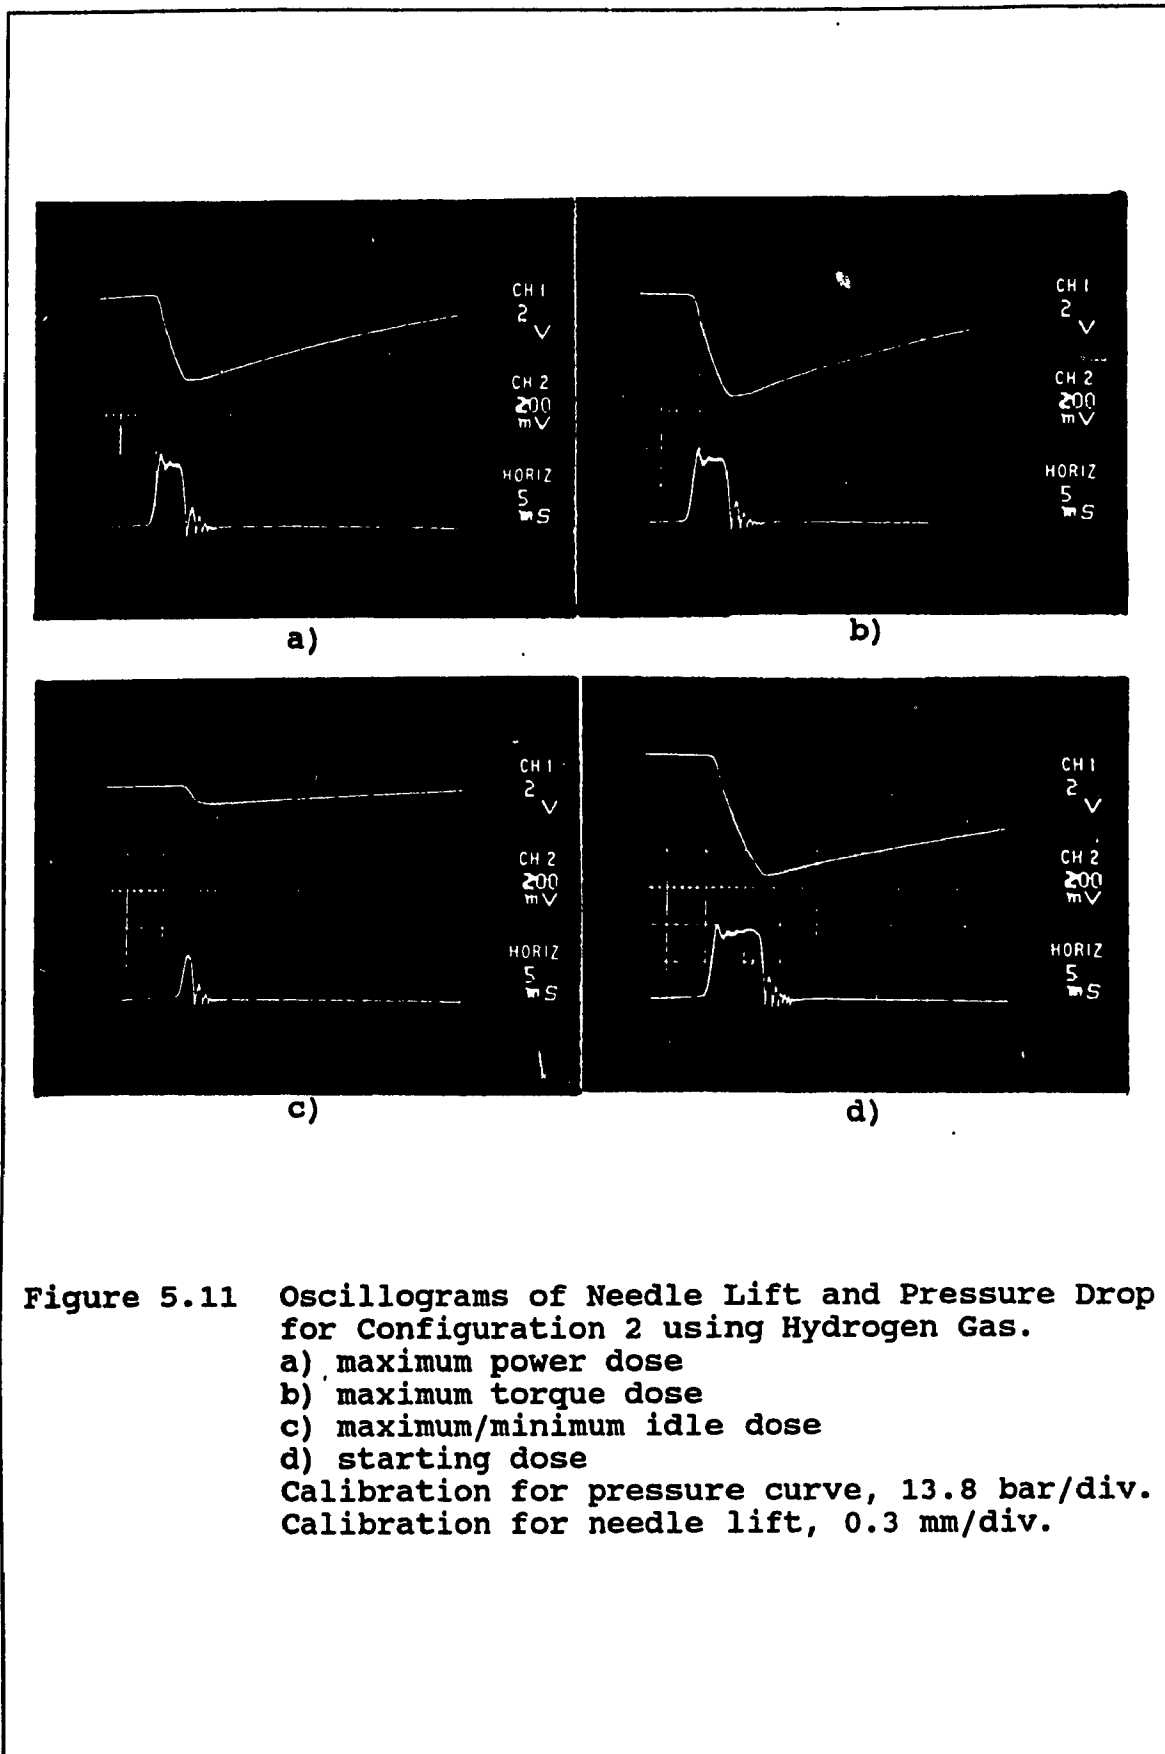 CH 1
2 V
CH 2
200 mV
HORIZ
5 mS
a)
CH 1
2 V
CH 2
200 mV
HORIZ
5 mS
b)
CH 1
2 V
CH 2
200 mV
HORIZ
5 mS
c)
CH 1
2 V
CH 2
200 mV
HORIZ
5 mS
d)
Figure 5.11 Oscillograms of Needle Lift and Pressure Drop
for Configuration 2 using Hydrogen Gas.
a) maximum power dose
b) maximum torque dose
c) maximum/minimum idle dose
d) starting dose
Calibration for pressure curve, 13.8 bar/div.
Calibration for needle lift, 0.3 mm/div.